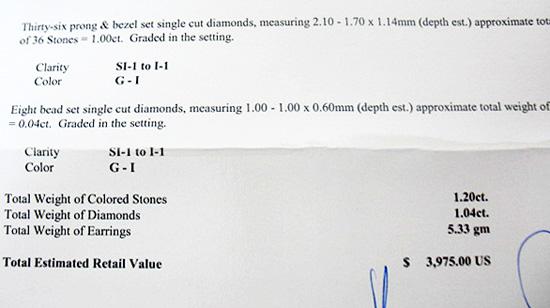 Thirty-six prong & bezel set single cut diamonds, measuring 2.10 - 1.70 x 1.14mm (depth est.) approximate
of 36 Stones = 1.00ct. Graded in the setting.
Clarity SI-1 to I-1
Color G - I
Eight bead set single cut diamonds, measuring 1.00 - 1.00 x 0.60mm (depth est.) approximate total weight of
= 0.04ct. Graded in the setting.
Clarity SI-1 to I-1
Color G - I
Total Weight of Colored Stones 1.20ct.
Total Weight of Diamonds 1.04ct.
Total Weight of Earrings 5.33 gm
Total Estimated Retail Value $ 3,975.00 US